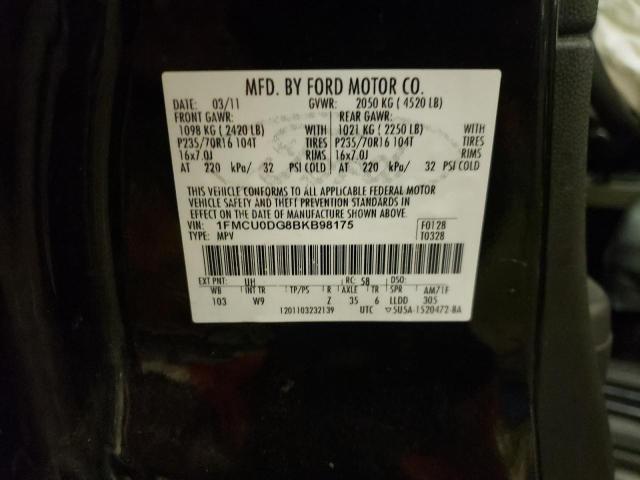 MFD. BY FORD MOTOR CO.
DATE: 03/11 GVWR: 2050 KG ( 4520 LB)
FRONT GAWR: REAR GAWR:
1098 KG ( 2420 LB) WITH 1021 KG ( 2250 LB) WITH
P235/70R16 104T TIRES P235/70R16 104T TIRES
16x7.0J RIMS 16x7.0J RIMS
AT 220 kPa/ 32 PSI COLD AT 220 kPa/ 32 PSI COLD
THIS VEHICLE CONFORMS TO ALL APPLICABLE FEDERAL MOTOR
VEHICLE SAFETY AND THEFT PREVENTION STANDARDS IN
EFFECT ON THE DATE OF MANUFACTURE SHOWN ABOVE.
VIN: 1FMCU0DG8BKB98175 F0128
TYPE: MPV T0328
EXT PNT: UH RC: 58 DSO:
WB INT TR TP/PS R AXLE TR SPR AM71F
103 W9 Z 35 6 LLDD 305
1201103232139 UTC ▽5U5A-1520472-BA